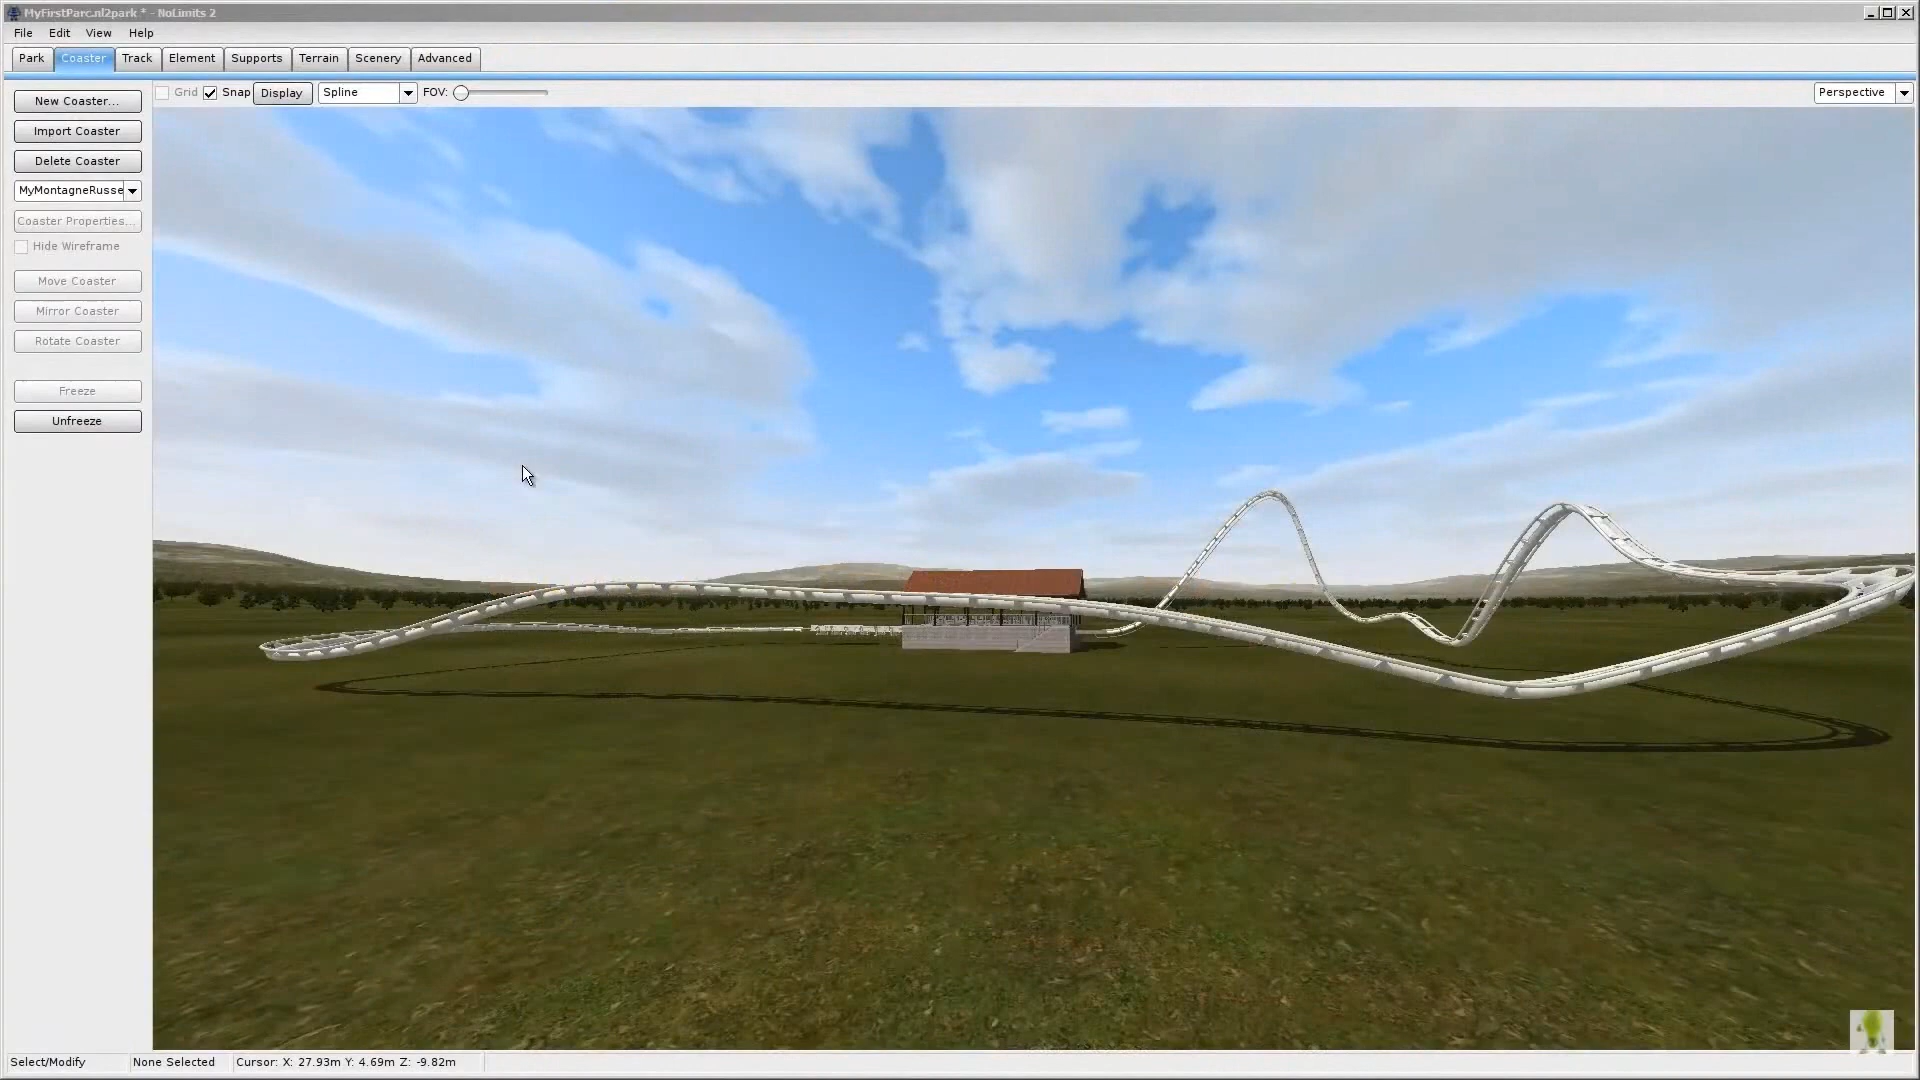 MyFirstParc.nl2park * - NoLimits 2
File Edit View Help
Park Coaster Track Element Supports Terrain Scenery Advanced
Grid Snap Display Spline FOV: Perspective
New Coaster...
Import Coaster
Delete Coaster
MyMontagneRusse
Coaster Properties...
Hide Wireframe
Move Coaster
Mirror Coaster
Rotate Coaster
Freeze
Unfreeze
Select/Modify None Selected Cursor: X: 27.93m Y: 4.69m Z: -9.82m